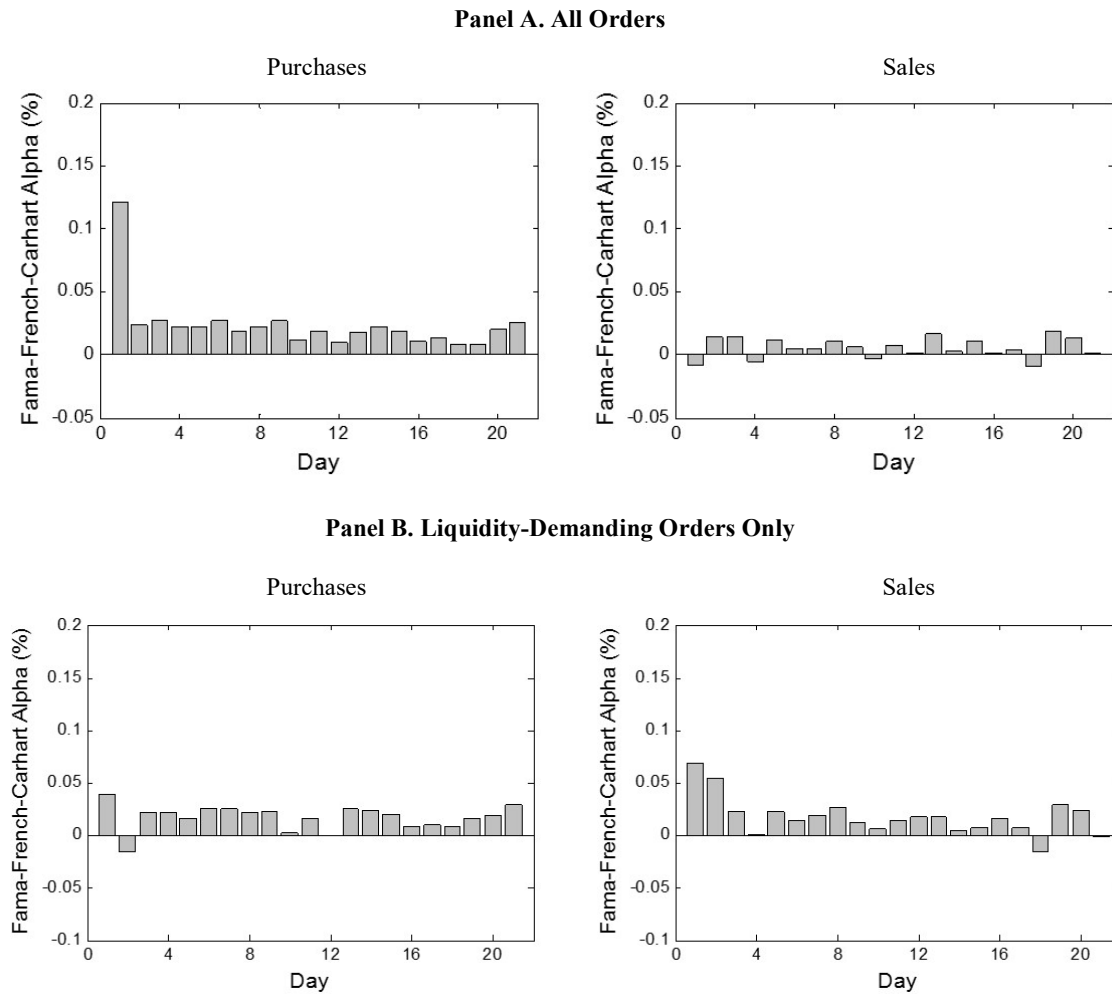 Panel A. All Orders
Purchases
Fama-French-Carhart Alpha (%)
0.2
0.15
0.1
0.05
0
-0.05
0 4 8 12 16 20
Day
Sales
Fama-French-Carhart Alpha (%)
0.2
0.15
0.1
0.05
0
-0.05
0 4 8 12 16 20
Day
Panel B. Liquidity-Demanding Orders Only
Purchases
Fama-French-Carhart Alpha (%)
0.2
0.15
0.1
0.05
0
-0.05
-0.1
0 4 8 12 16 20
Day
Sales
Fama-French-Carhart Alpha (%)
0.2
0.15
0.1
0.05
0
-0.05
-0.1
0 4 8 12 16 20
Day